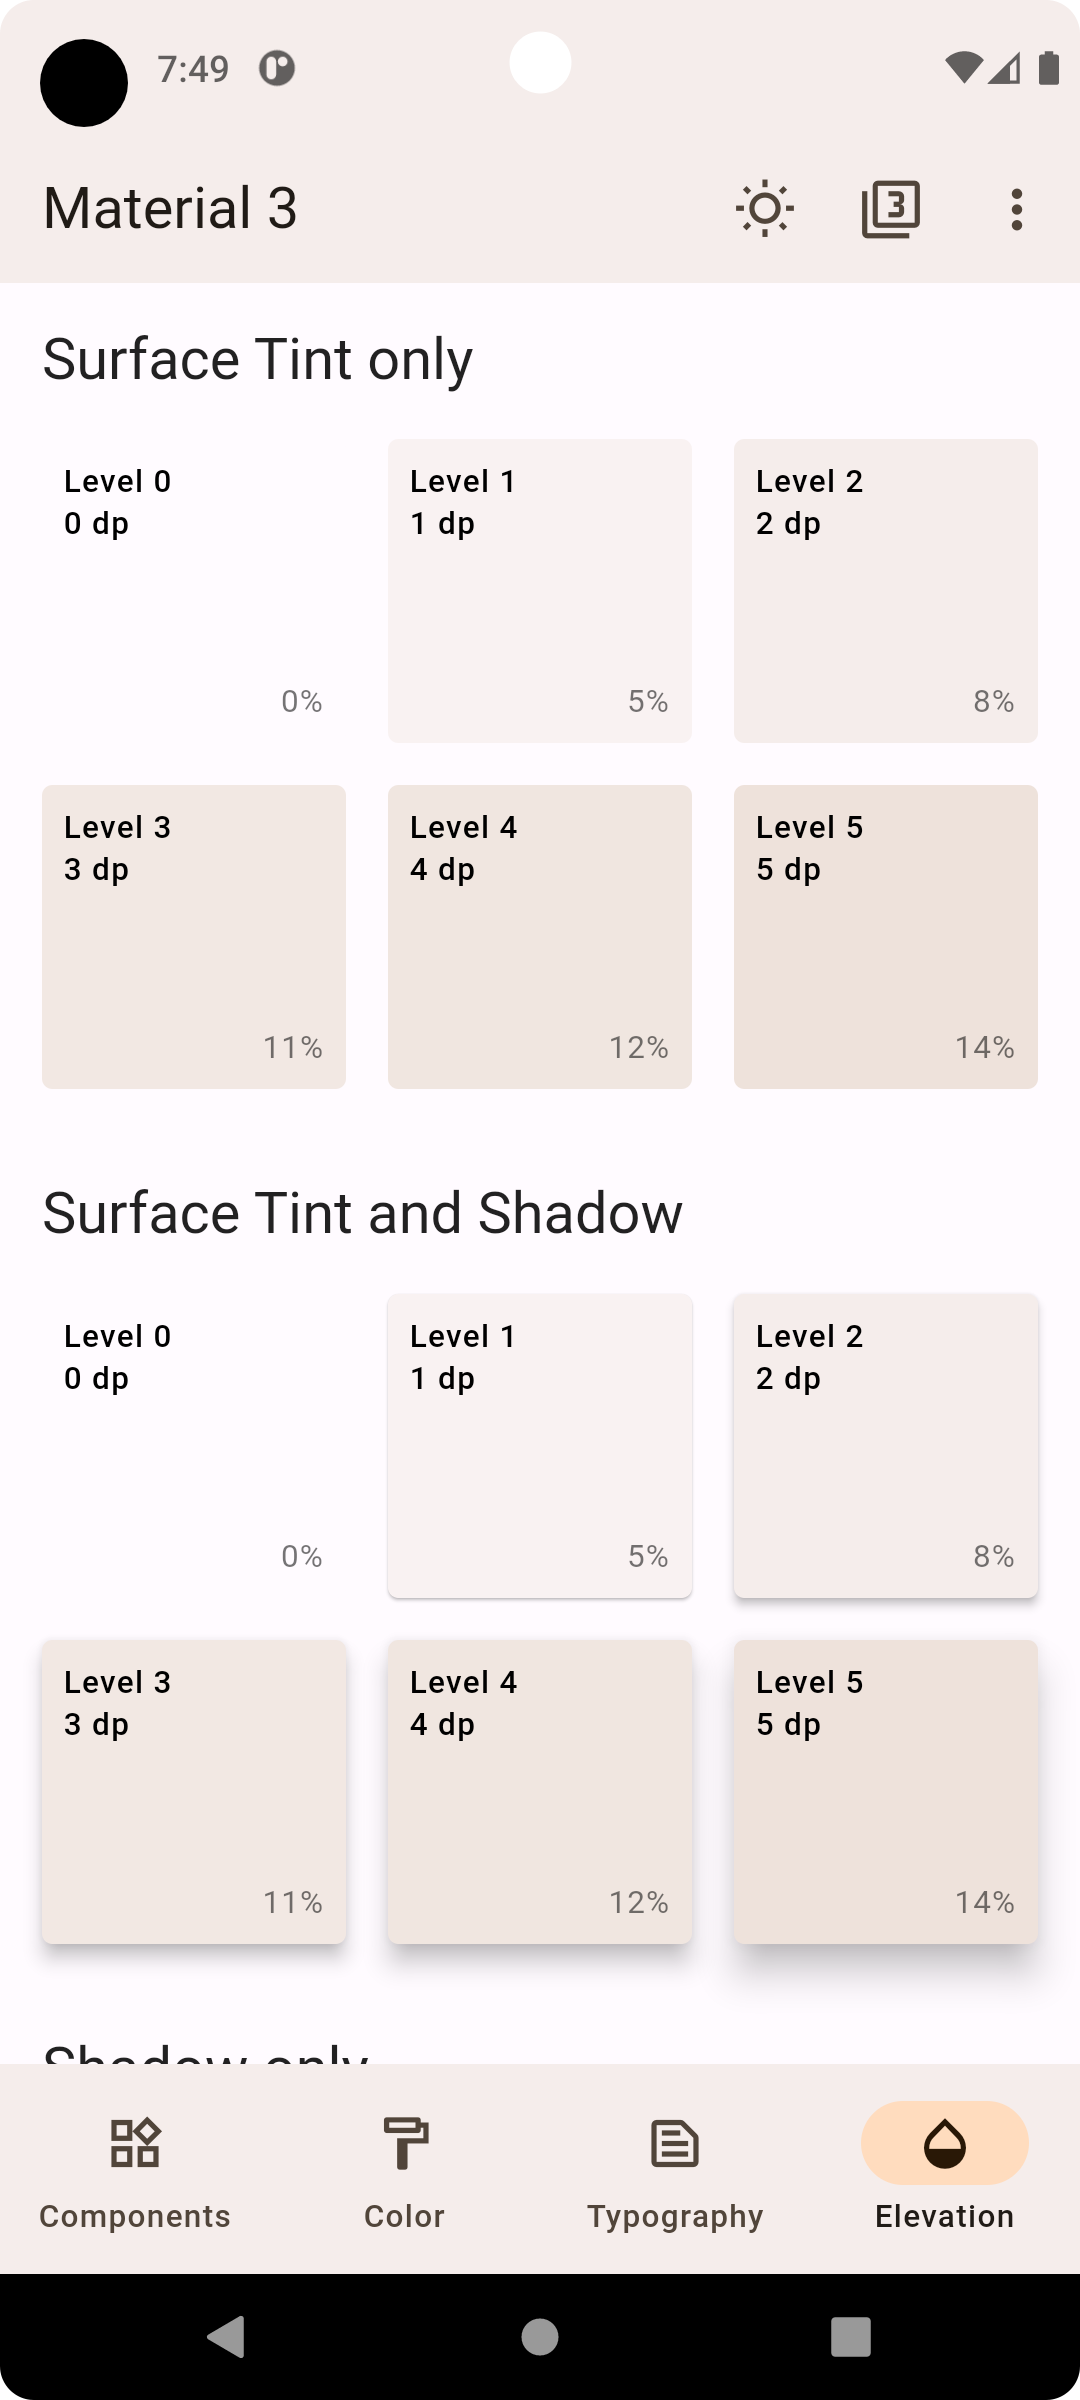 7:49
Material 3
3
Surface Tint only
Level 0
0 dp
0%
Level 1
1 dp
5%
Level 2
2 dp
8%
Level 3
3 dp
11%
Level 4
4 dp
12%
Level 5
5 dp
14%
Surface Tint and Shadow
Level 0
0 dp
0%
Level 1
1 dp
5%
Level 2
2 dp
8%
Level 3
3 dp
11%
Level 4
4 dp
12%
Level 5
5 dp
14%
Shadow only
Components
Color
Typography
Elevation